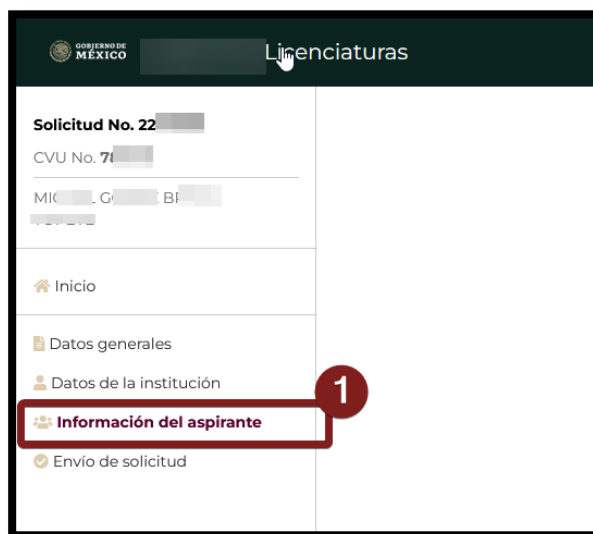 GOBIERNO DE
MÉXICO
Licenciaturas
Solicitud No. 22
CVU No.
Inicio
Datos generales
Datos de la institución
1
Información del aspirante
Envío de solicitud